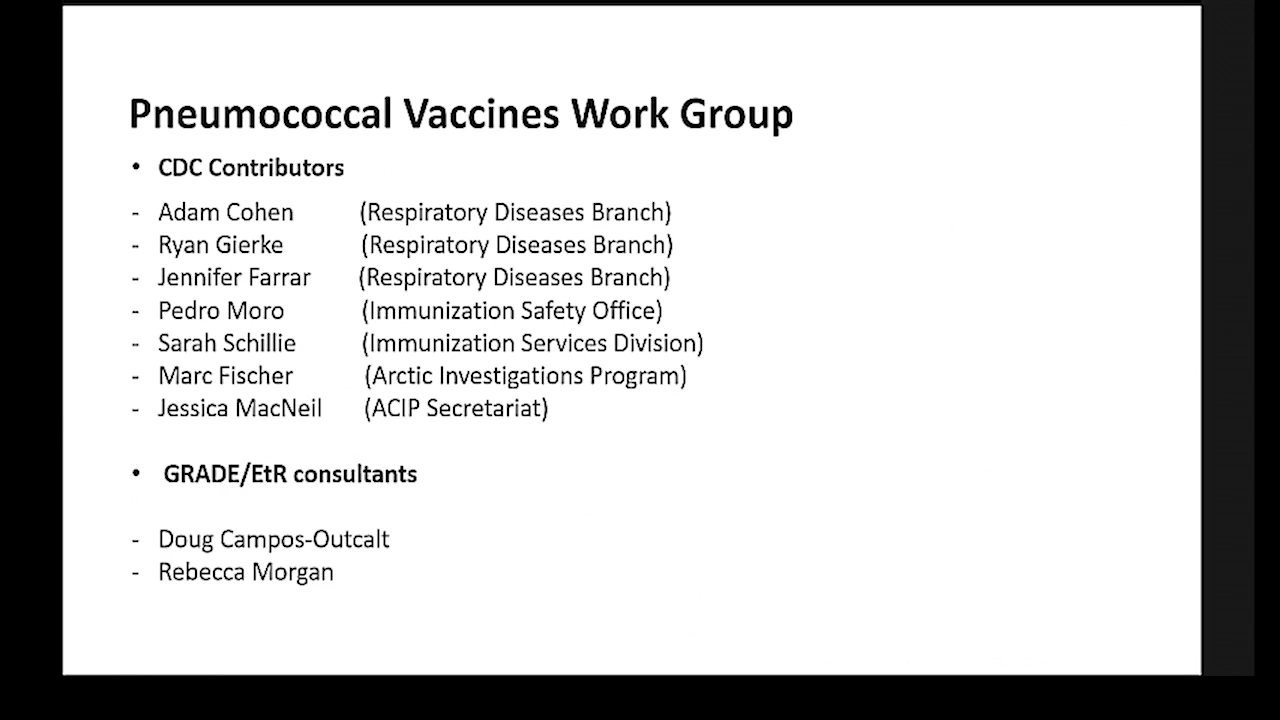 Pneumococcal Vaccines Work Group
• CDC Contributors
- Adam Cohen (Respiratory Diseases Branch)
- Ryan Gierke (Respiratory Diseases Branch)
- Jennifer Farrar (Respiratory Diseases Branch)
- Pedro Moro (Immunization Safety Office)
- Sarah Schillie (Immunization Services Division)
- Marc Fischer (Arctic Investigations Program)
- Jessica MacNeil (ACIP Secretariat)
• GRADE/EtR consultants
- Doug Campos-Outcalt
- Rebecca Morgan